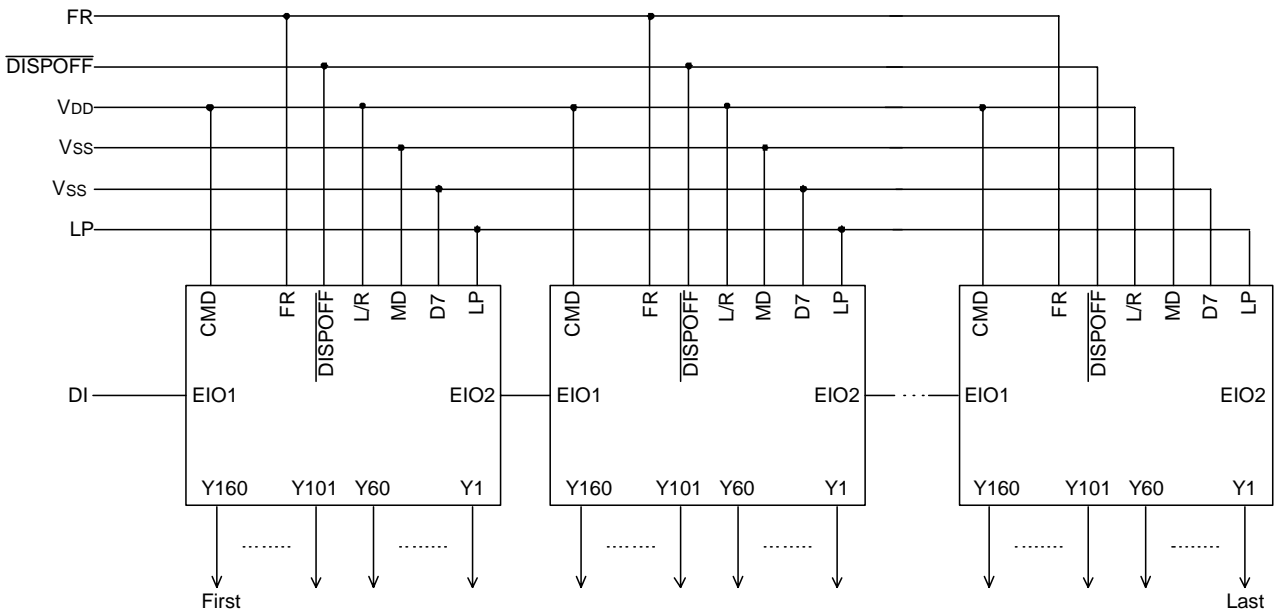 FR
DISPOFF
VDD
VSS
VSS
LP
CMD FR DISPOFF L/R MD D7 LP CMD FR DISPOFF L/R MD D7 LP CMD FR DISPOFF L/R MD D7 LP
DI EIO1 EIO2 EIO1 EIO2 EIO1 EIO2
Y160 Y101 Y60 Y1 Y160 Y101 Y60 Y1 Y160 Y101 Y60 Y1
First Last